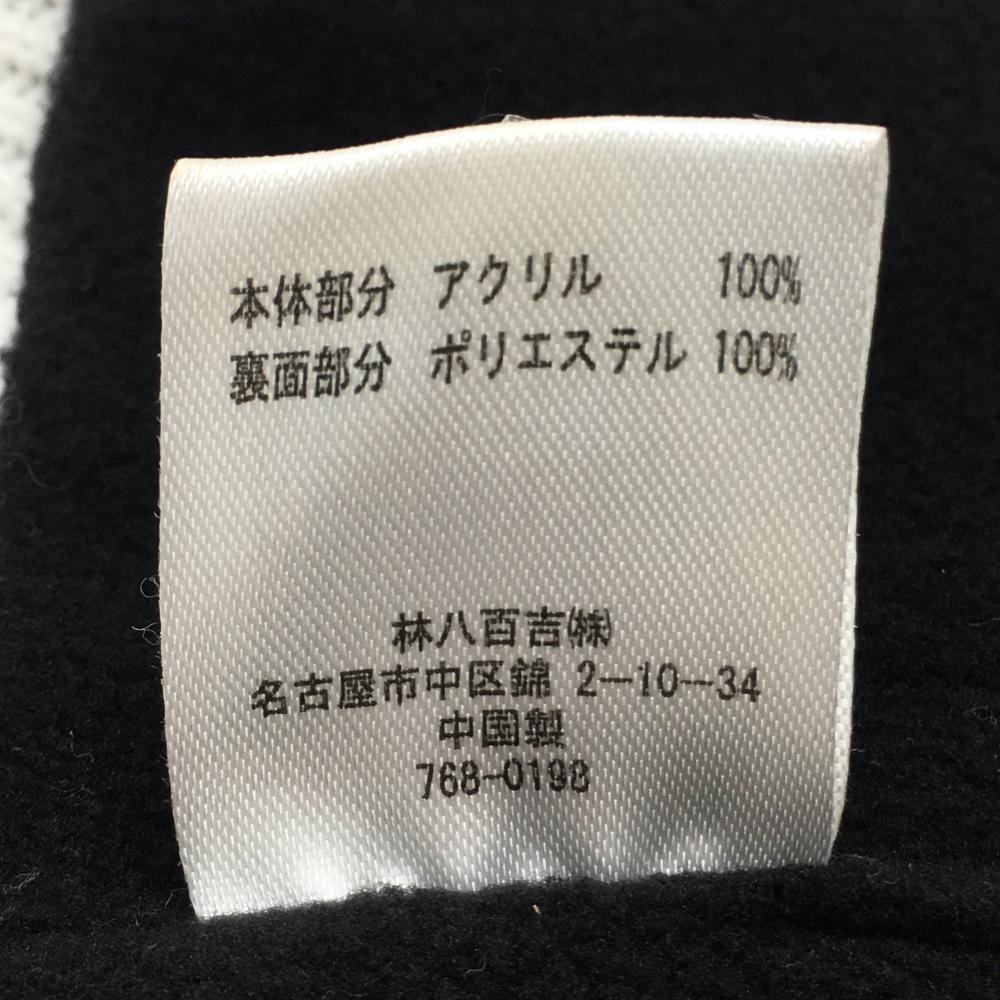 本体部分 アクリル 100%
裏面部分 ポリエステル 100%
林八百吉㈱
名古屋市中区錦 2-10-34
中国製
768-0198